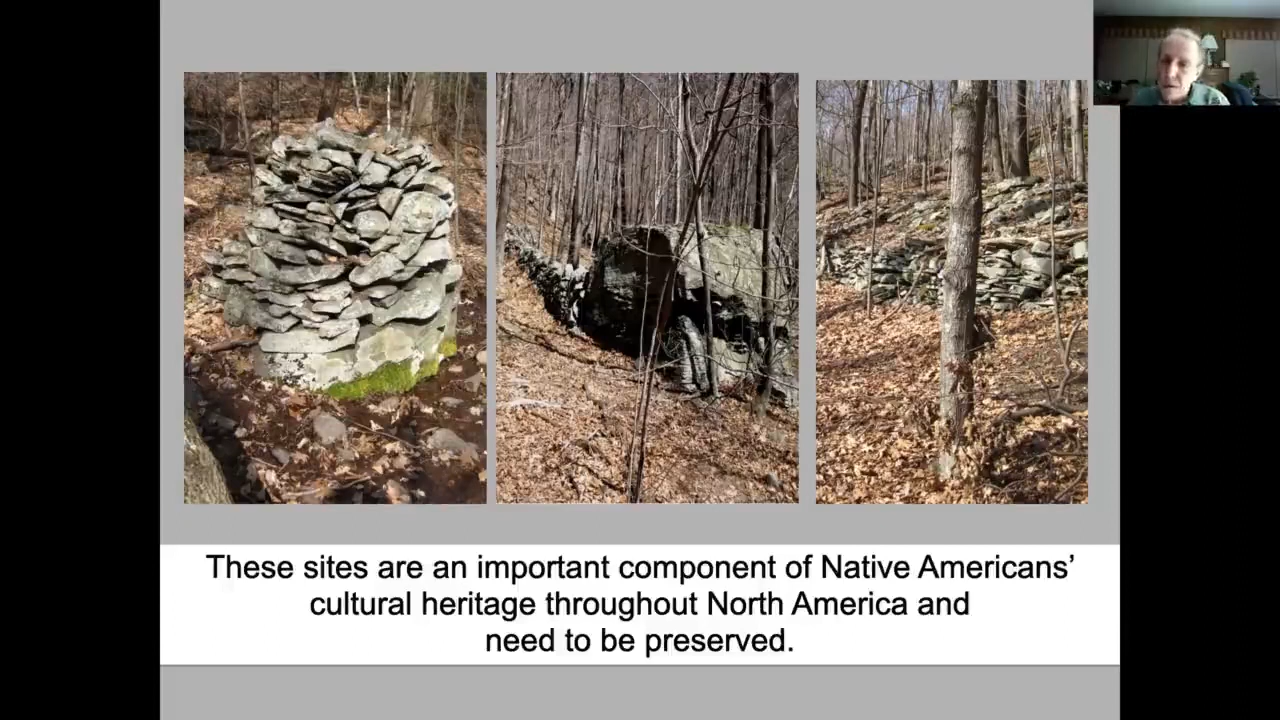 These sites are an important component of Native Americans’
cultural heritage throughout North America and
need to be preserved.